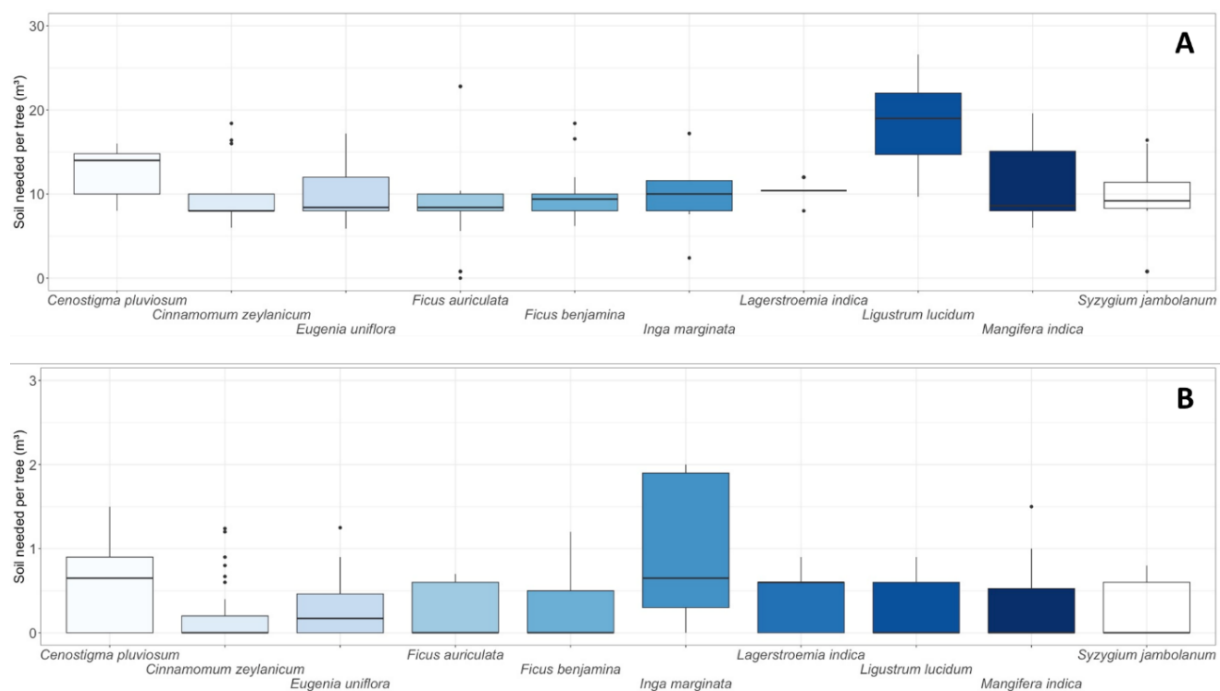 A
Soil needed per tree (m³)
30
20
10
0
Cenostigma pluviosum
Ficus auriculata
Lagerstroemia indica
Syzygium jambolanum
Cinnamomum zeylanicum
Ficus benjamina
Ligustrum lucidum
Eugenia uniflora
Inga marginata
Mangifera indica
B
Soil needed per tree (m³)
3
2
1
0
Cenostigma pluviosum
Ficus auriculata
Lagerstroemia indica
Syzygium jambolanum
Cinnamomum zeylanicum
Ficus benjamina
Ligustrum lucidum
Eugenia uniflora
Inga marginata
Mangifera indica